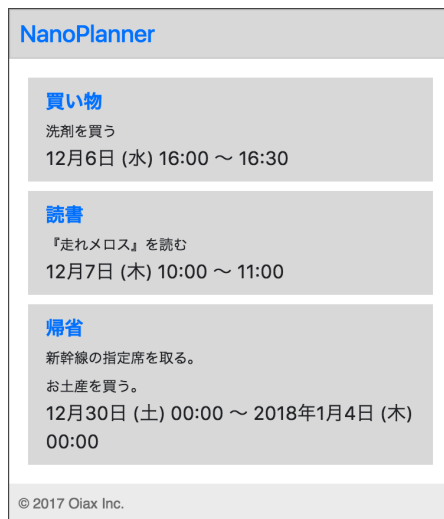 NanoPlanner
買い物
洗剤を買う
12月6日 (水) 16:00 〜 16:30
読書
『走れメロス』を読む
12月7日 (木) 10:00 〜 11:00
帰省
新幹線の指定席を取る。
お土産を買う。
12月30日 (土) 00:00 〜 2018年1月4日 (木)
00:00
© 2017 Oiax Inc.